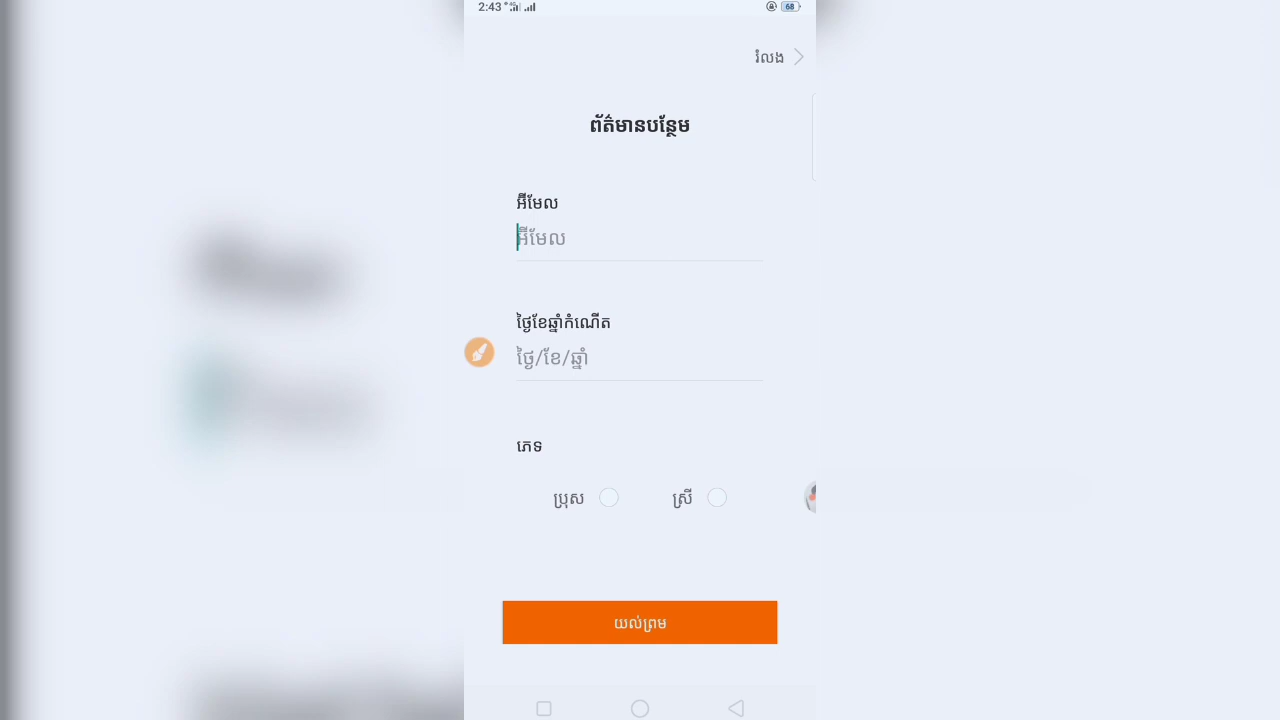 2:43
68
រំលង
ព័ត៌មានបន្ថែម
អ៊ីមែល
អ៊ីមែល
ថ្ងៃខែឆ្នាំកំណើត
ថ្ងៃ/ខែ/ឆ្នាំ
ភេទ
ប្រុស ស្រី
យល់ព្រម